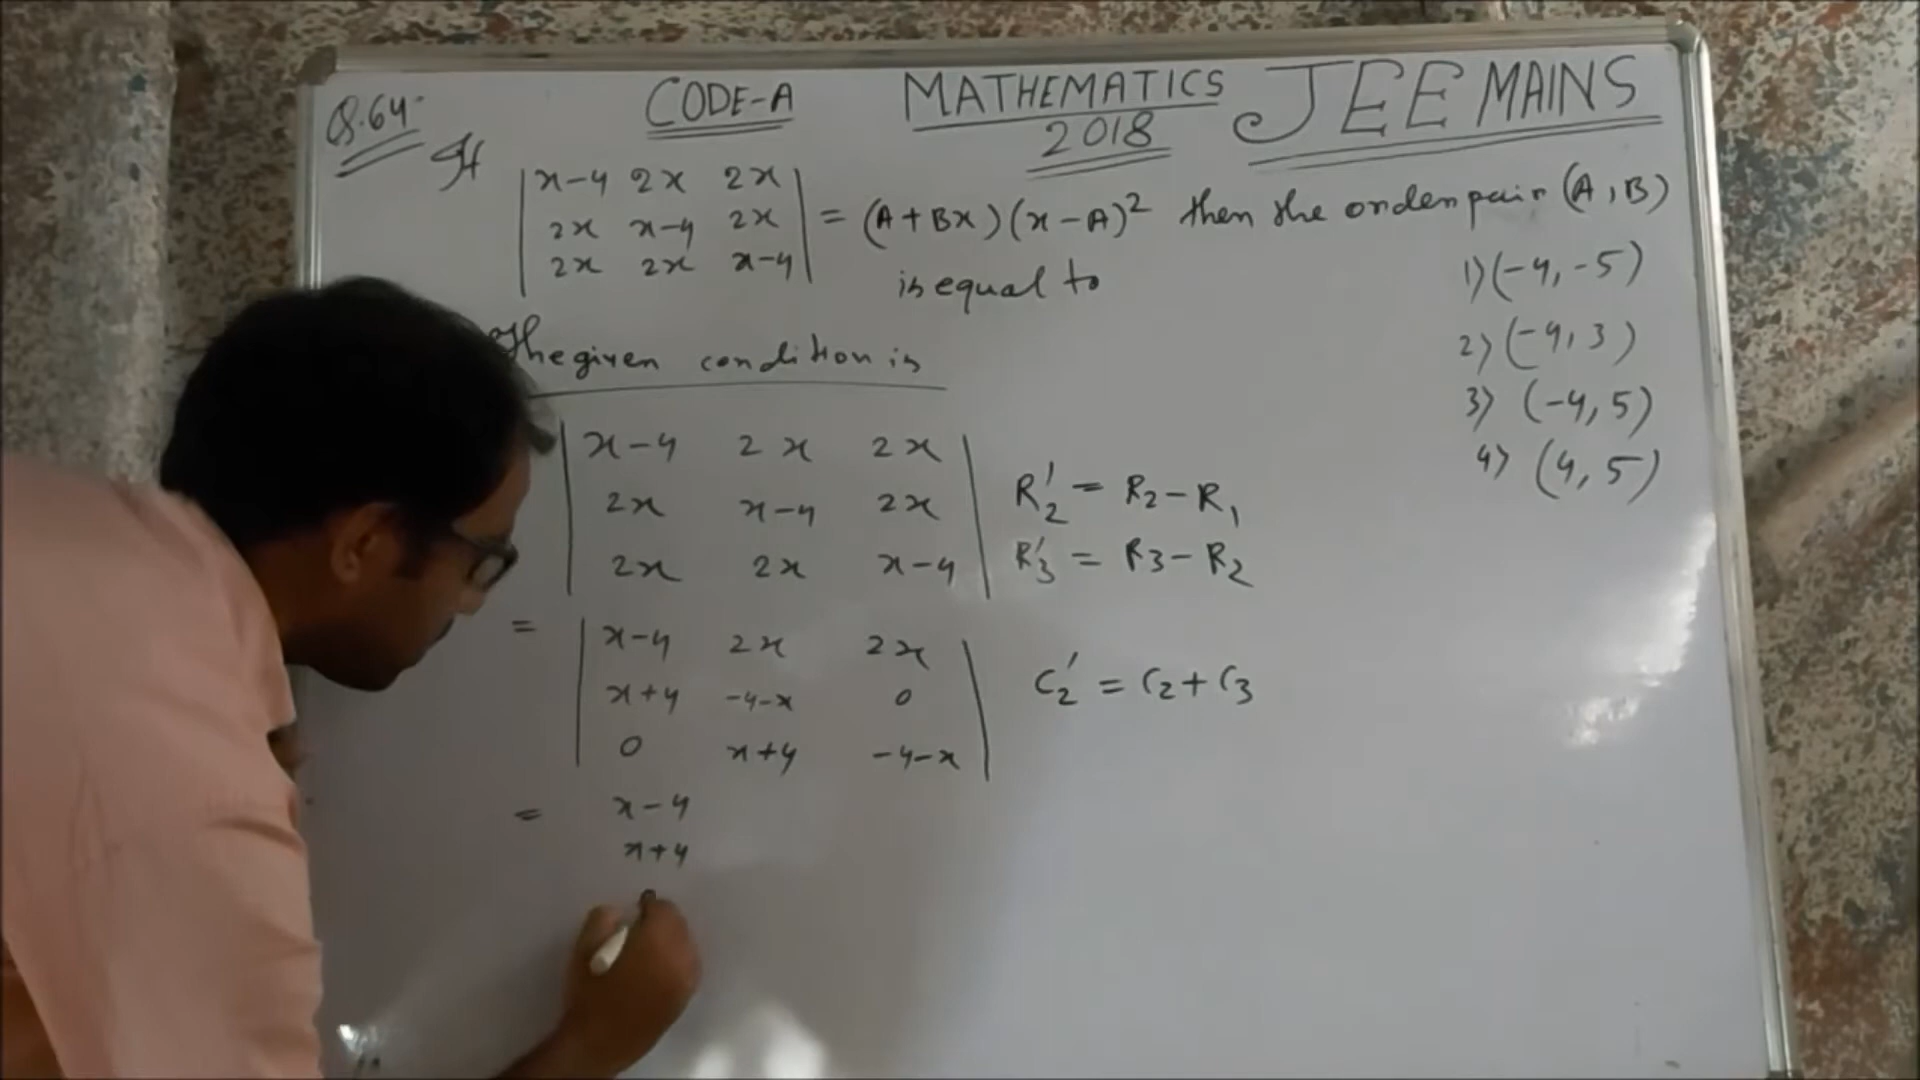 Q.64. CODE-A MATHEMATICS JEE MAINS
2018
If
| x-4 2x 2x |
| 2x x-4 2x | = (A+Bx)(x-A)² then the orden pair (A,B)
| 2x 2x x-4 | is equal to
1) (-4,-5)
2) (-4,3)
3) (-4,5)
4) (4,5)
The given condition is
| x-4 2x 2x |
| 2x x-4 2x | R₂' = R₂-R₁
| 2x 2x x-4 | R₃' = R₃-R₂
= | x-4 2x 2x |
| x+4 -4-x 0 | C₂' = C₂+C₃
| 0 x+4 -4-x |
= x-4
x+4